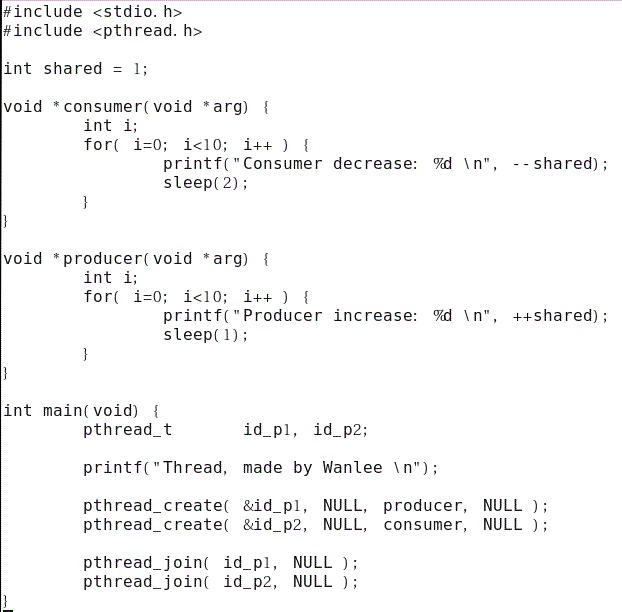 #include <stdio.h>
#include <pthread.h>

int shared = 1;

void *consumer(void *arg) {
        int i;
        for( i=0; i<10; i++ ) {
                printf("Consumer decrease: %d \n", --shared);
                sleep(2);
        }
}

void *producer(void *arg) {
        int i;
        for( i=0; i<10; i++ ) {
                printf("Producer increase: %d \n", ++shared);
                sleep(1);
        }
}

int main(void) {
        pthread_t       id_p1, id_p2;

        printf("Thread, made by Wanlee \n");

        pthread_create( &id_p1, NULL, producer, NULL );
        pthread_create( &id_p2, NULL, consumer, NULL );

        pthread_join( id_p1, NULL );
        pthread_join( id_p2, NULL );
}